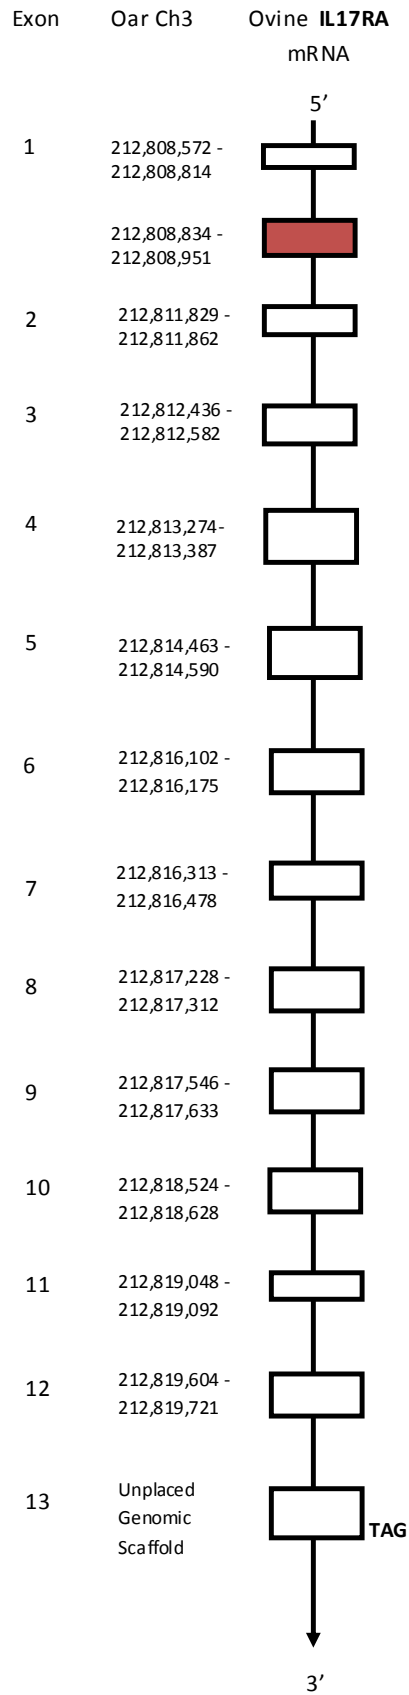 Exon Oar Ch3 Ovine IL17RA
mRNA
5’
1 212,808,572 -
212,808,814
212,808,834 -
212,808,951
2 212,811,829 -
212,811,862
3 212,812,436 -
212,812,582
4 212,813,274-
212,813,387
5 212,814,463 -
212,814,590
6 212,816,102 -
212,816,175
7 212,816,313 -
212,816,478
8 212,817,228 -
212,817,312
9 212,817,546 -
212,817,633
10 212,818,524 -
212,818,628
11 212,819,048 -
212,819,092
12 212,819,604 -
212,819,721
13 Unplaced
Genomic
Scaffold
TAG
3’